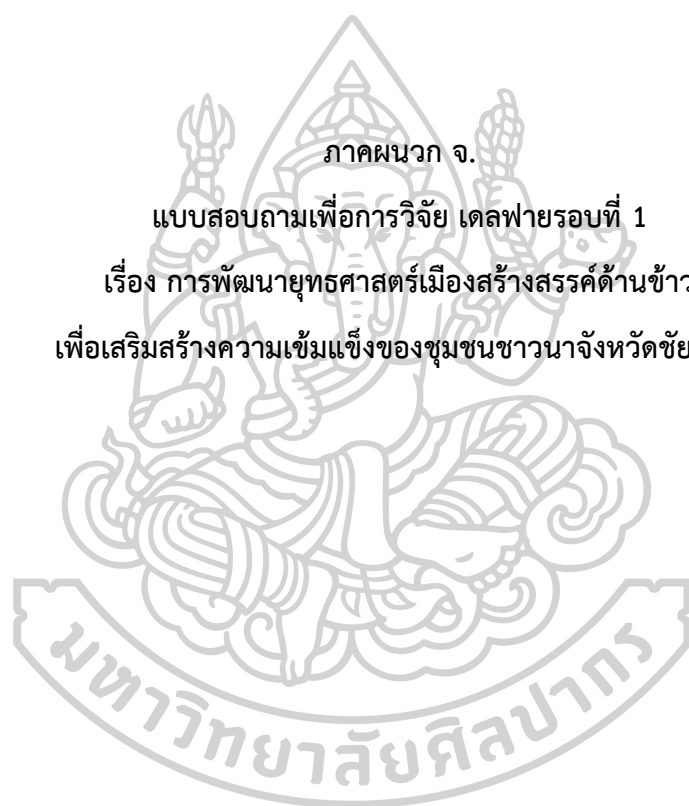 ภาคผนวก จ.
แบบสอบถามเพื่อการวิจัย เดลฟายรอบที่ 1
เรื่อง การพัฒนายุทธศาสตร์เมืองสร้างสรรค์ด้านข้าว
เพื่อเสริมสร้างความเข้มแข็งของชุมชนชาวนาจังหวัดชัย
มหาวิทยาลัยศิลปากร